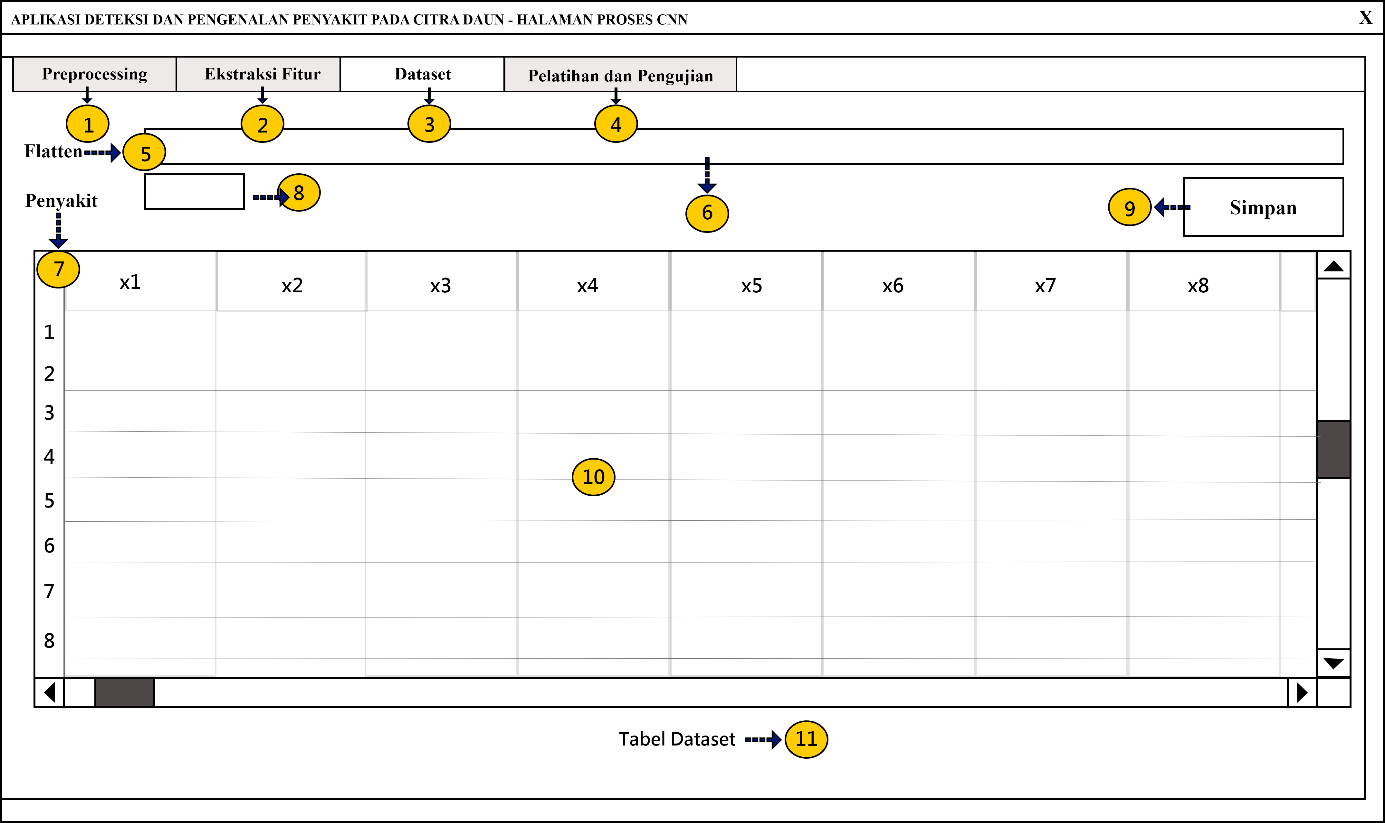 APLIKASI DETEKSI DAN PENGENALAN PENYAKIT PADA CITRA DAUN - HALAMAN PROSES CNN X
Preprocessing Ekstraksi Fitur Dataset Pelatihan dan Pengujian
1 2 3 4
Flatten 5
Penyakit 8 6 9 Simpan
7 x1 x2 x3 x4 x5 x6 x7 x8
1
2
3
4 10
5
6
7
8
Tabel Dataset 11